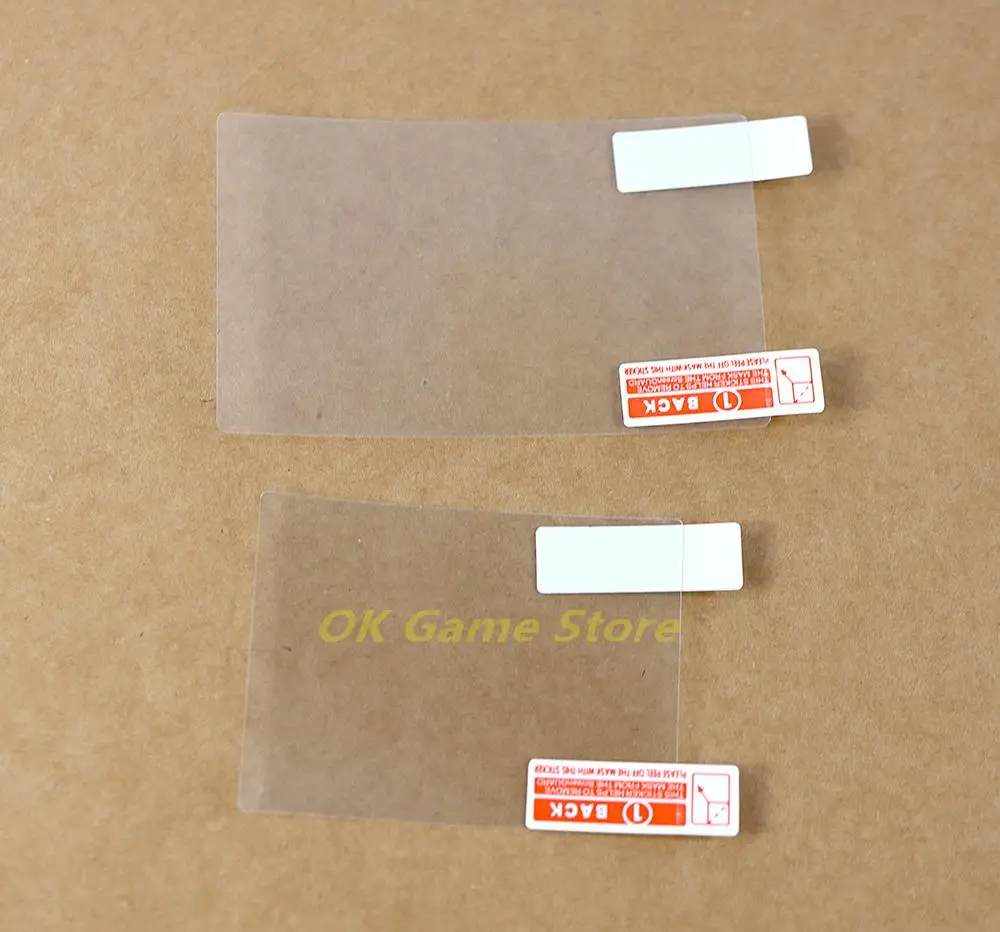 PLEASE PEEL OFF THE MASK WITH THIS STICKER
THE MASK FROM THE ScreenGUARD
THIS STICKER HELPS TO REMOVE
1 BACK
OK Game Store
PLEASE PEEL OFF THE MASK WITH THIS STICKER
THE MASK FROM THE ScreenGUARD
THIS STICKER HELPS TO REMOVE
1 BACK